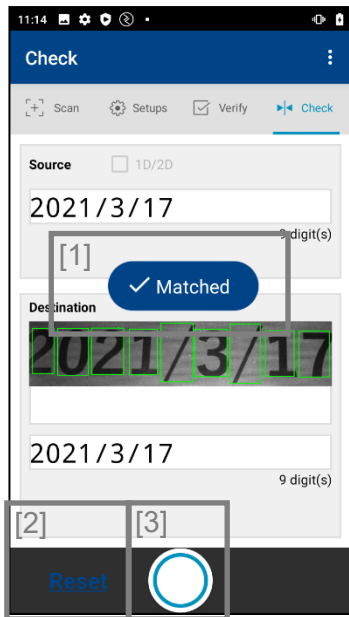 11:14
Check
Scan Setups Verify Check
Source 1D/2D
2021/3/17
9 digit(s)
[1]
Matched
Destination
2021/3/17
2021/3/17
9 digit(s)
[2] [3]
Reset